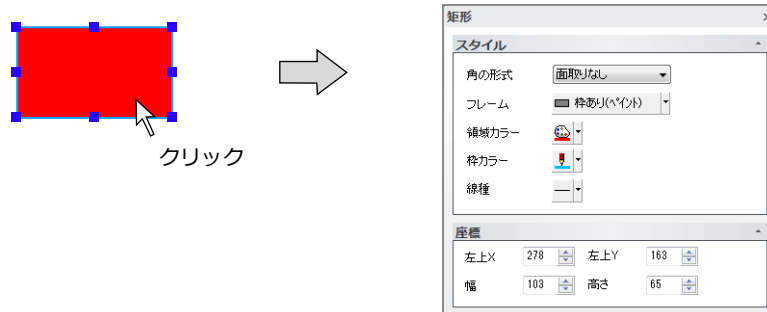 クリック
矩形
スタイル
角の形式 面取りなし
フレーム 枠あり(ペイント)
領域カラー
枠カラー
線種
座標
左上X 278 左上Y 163
幅 103 高さ 65